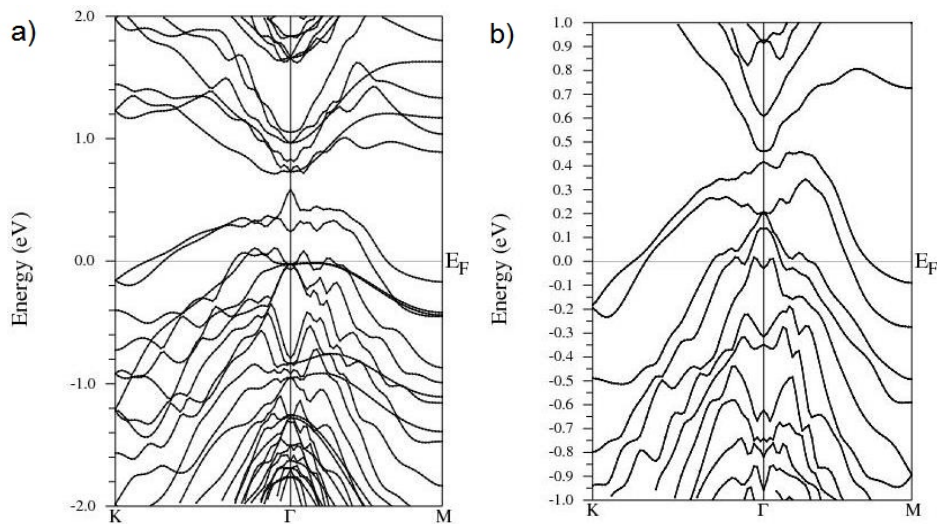 a)
2.0
1.0
0.0
-1.0
-2.0
Energy (eV)
K
Γ
M
E_F
b)
1.0
0.9
0.8
0.7
0.6
0.5
0.4
0.3
0.2
0.1
0.0
-0.1
-0.2
-0.3
-0.4
-0.5
-0.6
-0.7
-0.8
-0.9
-1.0
Energy (eV)
K
Γ
M
E_F